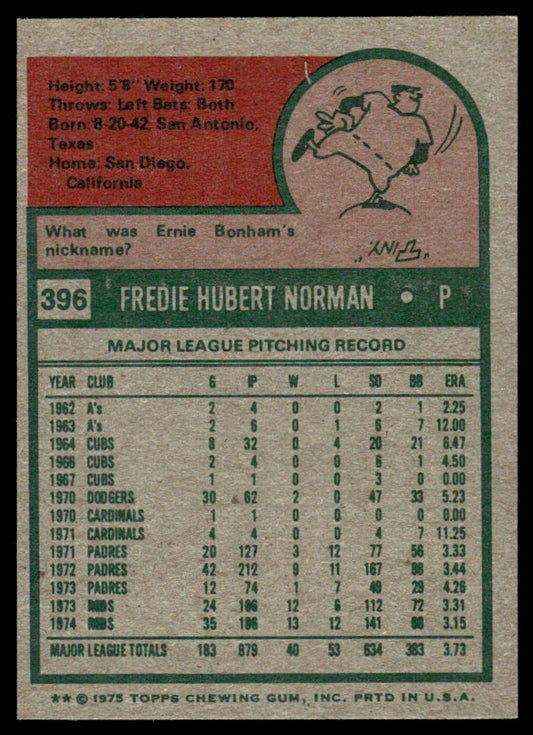 Height: 5'8" Weight: 170
Throws: Left Bats: Both
Born: 8-20-42, San Antonio,
Texas
Home: San Diego,
California
What was Ernie Bonham's
nickname?
"TINY."
396 FREDIE HUBERT NORMAN • P
MAJOR LEAGUE PITCHING RECORD
YEAR CLUB G IP W L SO BB ERA
1962 A's 2 4 0 0 2 1 2.25
1963 A's 2 6 0 1 6 7 12.00
1964 CUBS 8 32 0 4 20 21 6.47
1966 CUBS 2 4 0 0 6 1 4.50
1967 CUBS 1 1 0 0 3 0 0.00
1970 DODGERS 30 62 2 0 47 33 5.23
1970 CARDINALS 1 1 0 0 0 0 0.00
1971 CARDINALS 4 4 0 0 4 7 11.25
1971 PADRES 20 127 3 12 77 56 3.33
1972 PADRES 42 212 9 11 167 88 3.44
1973 PADRES 12 74 1 7 49 29 4.26
1973 REDS 24 166 12 6 112 72 3.31
1974 REDS 35 186 13 12 141 68 3.15
MAJOR LEAGUE TOTALS 183 879 40 53 634 383 3.73
** © 1975 TOPPS CHEWING GUM, INC. PRTD IN U.S.A.